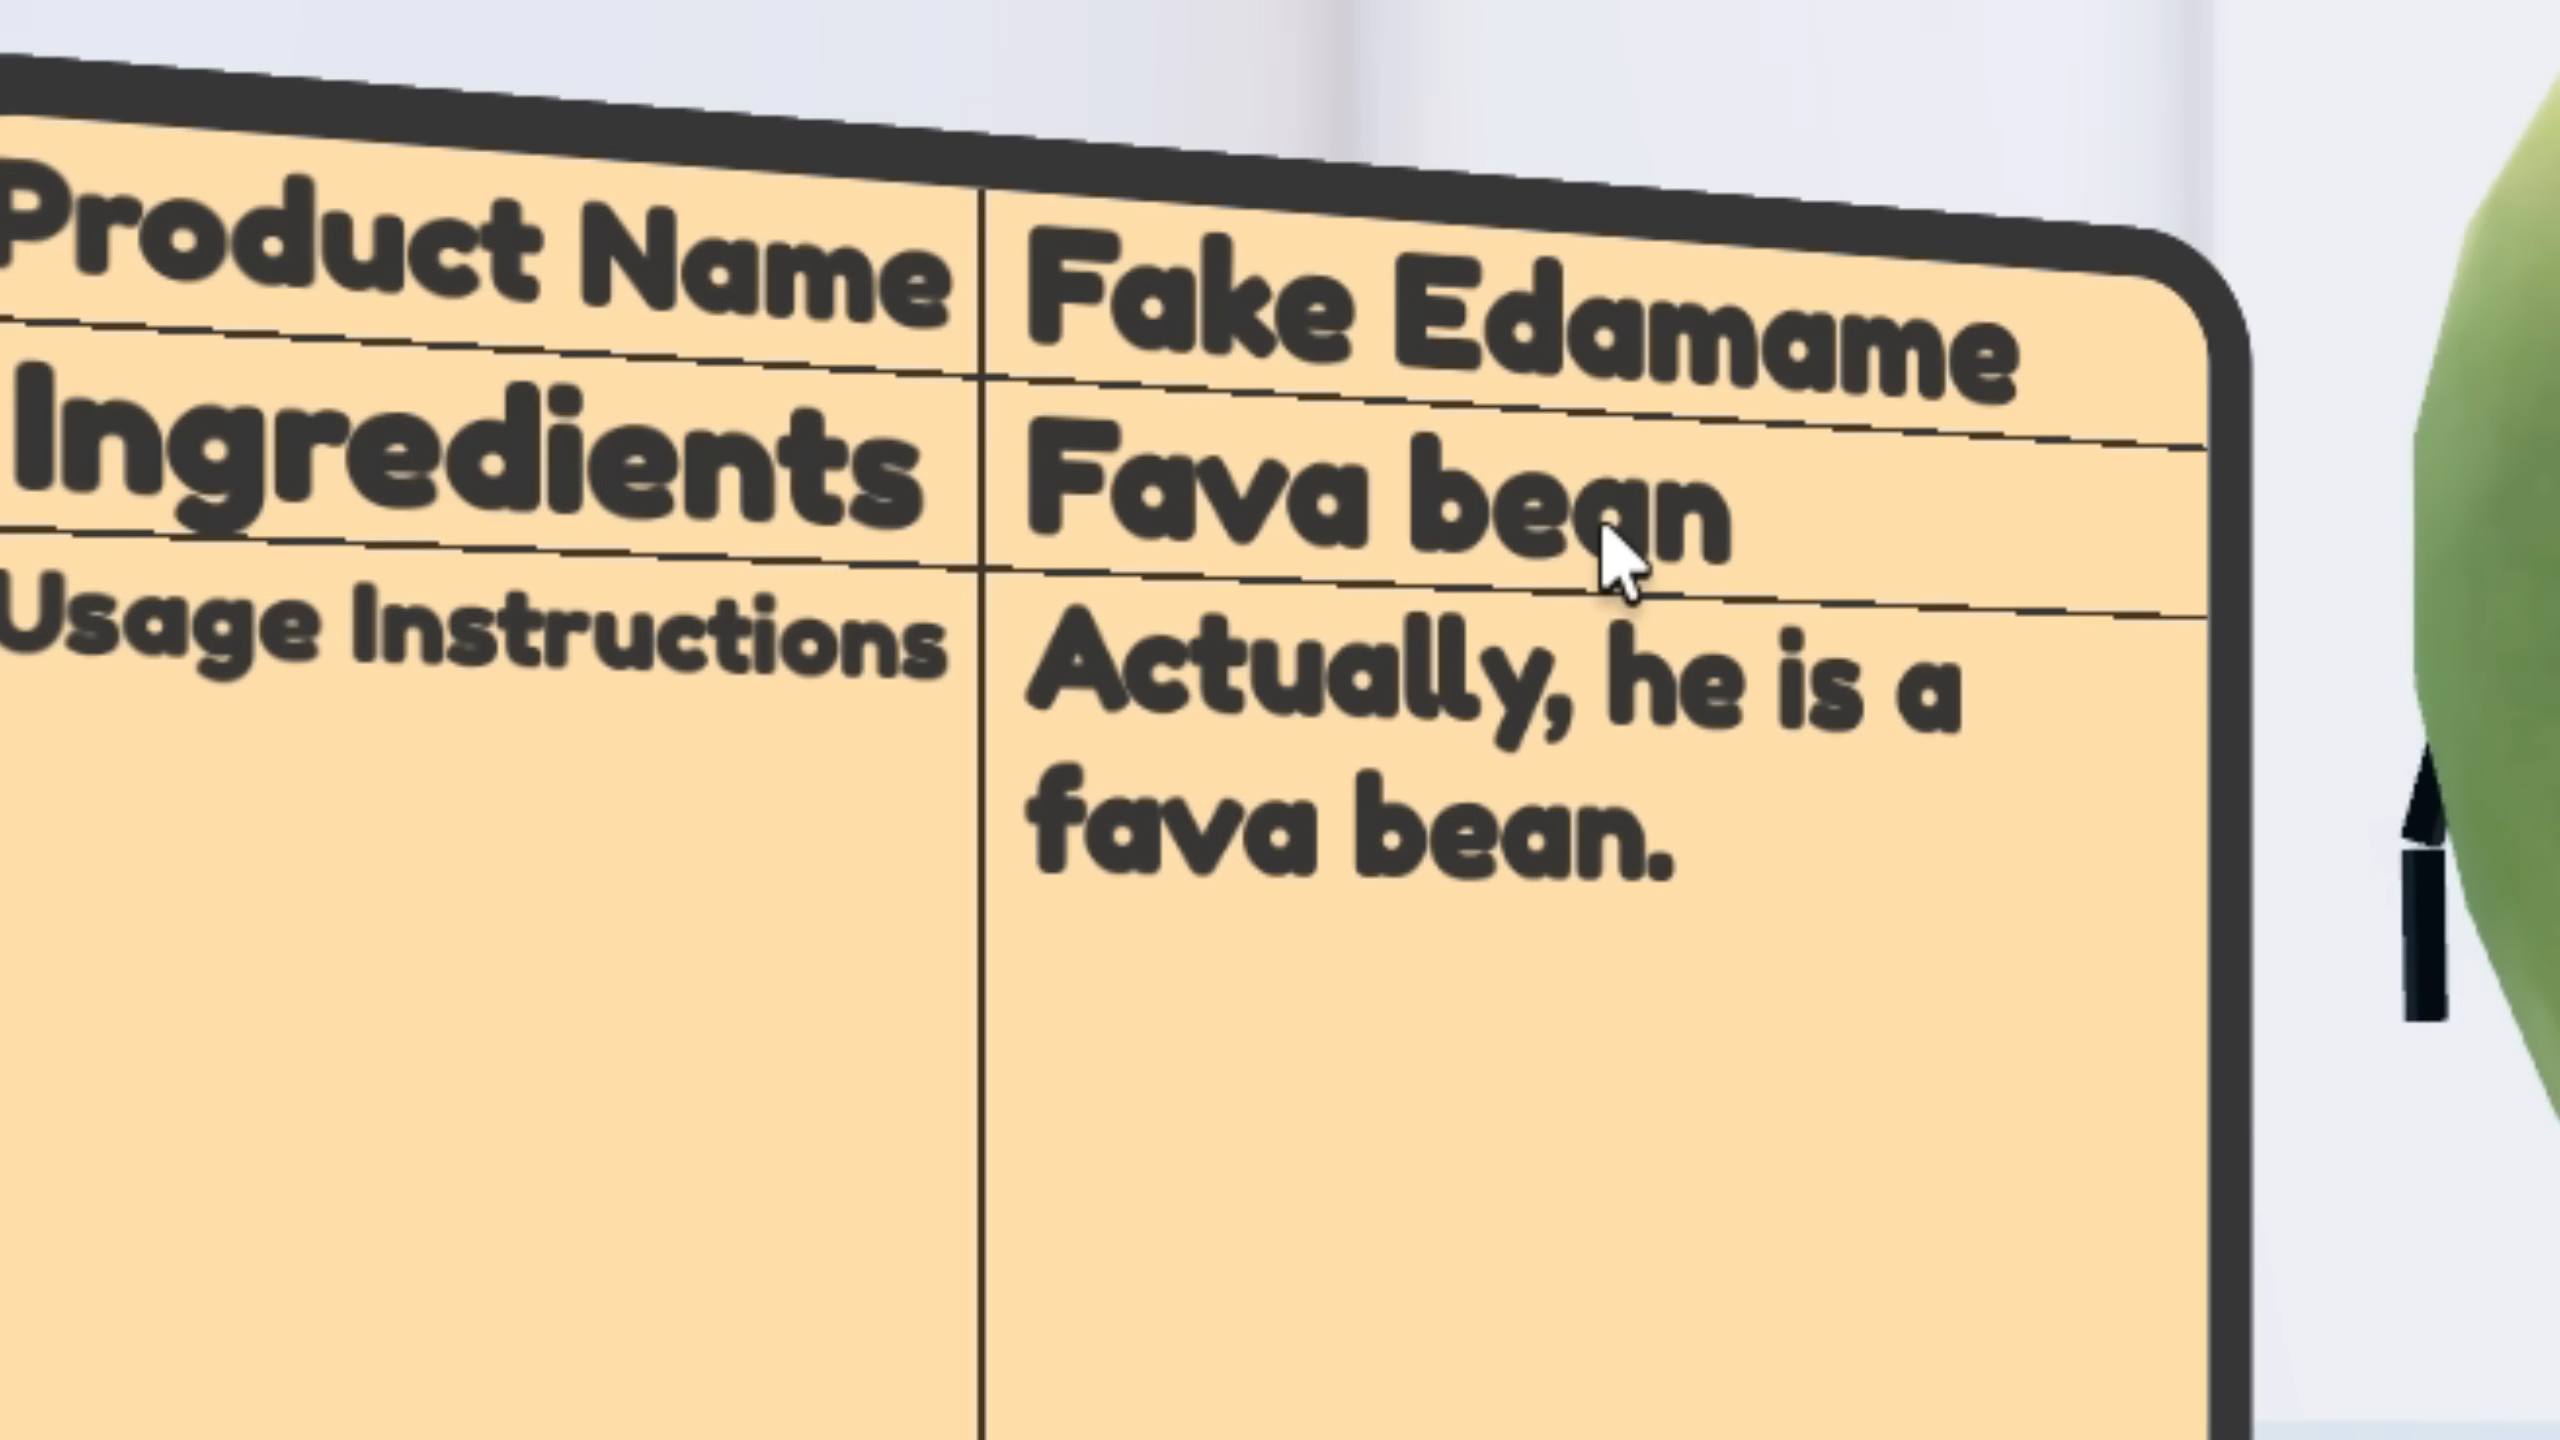 Product Name
Fake Edamame
Ingredients
Fava bean
Usage Instructions
Actually, he is a
fava bean.